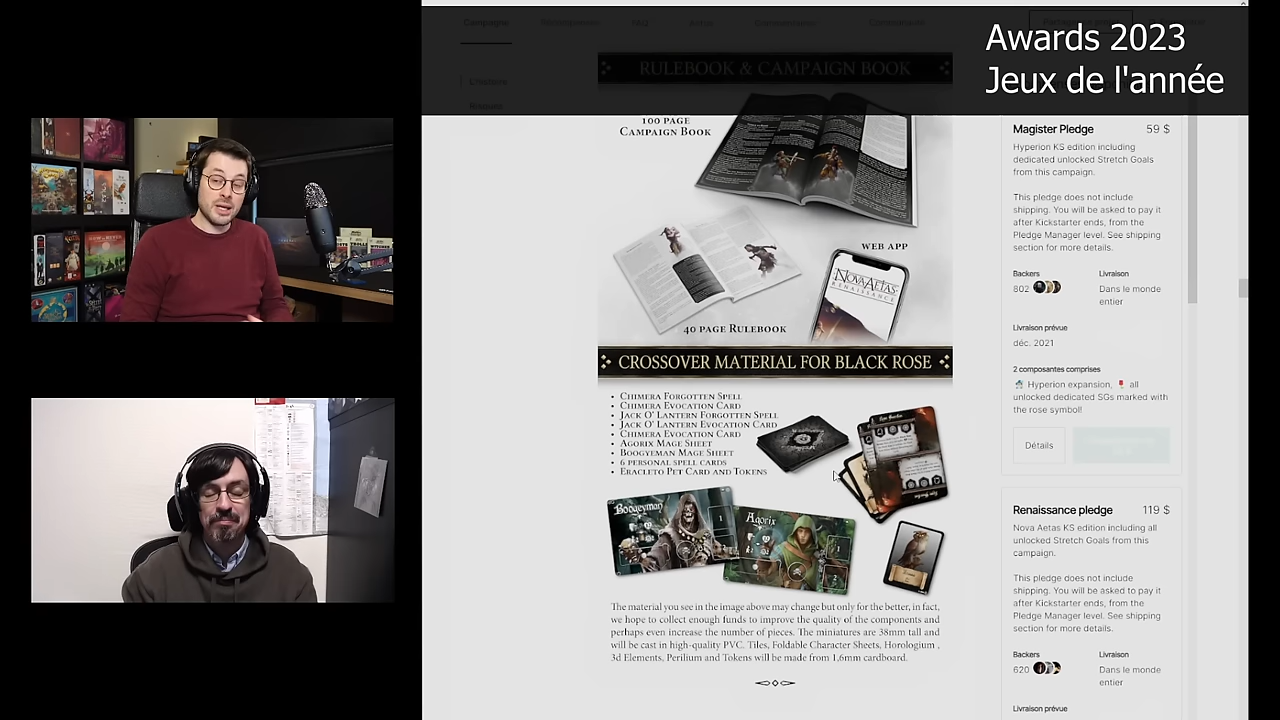 Campagne
FAQ
Awards 2023
Jeux de l'année
RULEBOOK & CAMPAIGN BOOK
100 PAGE
CAMPAIGN BOOK
WEB APP
NOVA AETAS
RENAISSANCE
40 PAGE RULEBOOK
CROSSOVER MATERIAL FOR BLACK ROSE
• CHIMERA FORGOTTEN SPELL
• CHIMERA EVOCATION CARD
• JACK O' LANTERN FORGOTTEN SPELL
• JACK O' LANTERN EVOCATION CARD
• CHIMERA EVOCATION CARD
• AGORIX MAGE SHEET
• BOOGYEMAN MAGE SHEET
• 6 PERSONAL SPELL CARDS
• ERACLETO PET CARD AND TOKENS
Boogeyman
1
Agorix
1
2
The material you see in the image above may change but only for the better, in fact,
we hope to collect enough funds to improve the quality of the components and
perhaps even increase the number of pieces. The miniatures are 38mm tall and
will be cast in high-quality PVC. Tiles, Foldable Character Sheets, Horologium ,
3d Elements, Perilium and Tokens will be made from 1,6mm cardboard.
Magister Pledge 59 $
Hyperion KS edition including
dedicated unlocked Stretch Goals
from this campaign.
This pledge does not include
shipping. You will be asked to pay it
after Kickstarter ends, from the
Pledge Manager level. See shipping
section for more details.
Backers Livraison
802 Dans le monde
entier
Livraison prévue
déc. 2021
2 composantes comprises
Hyperion expansion, all
unlocked dedicated SGs marked with
the rose symbol!
Détails
Renaissance pledge 119 $
Nova Aetas KS edition including all
unlocked Stretch Goals from this
campaign.
This pledge does not include
shipping. You will be asked to pay it
after Kickstarter ends, from the
Pledge Manager level. See shipping
section for more details.
Backers Livraison
620 Dans le monde
entier
Livraison prévue